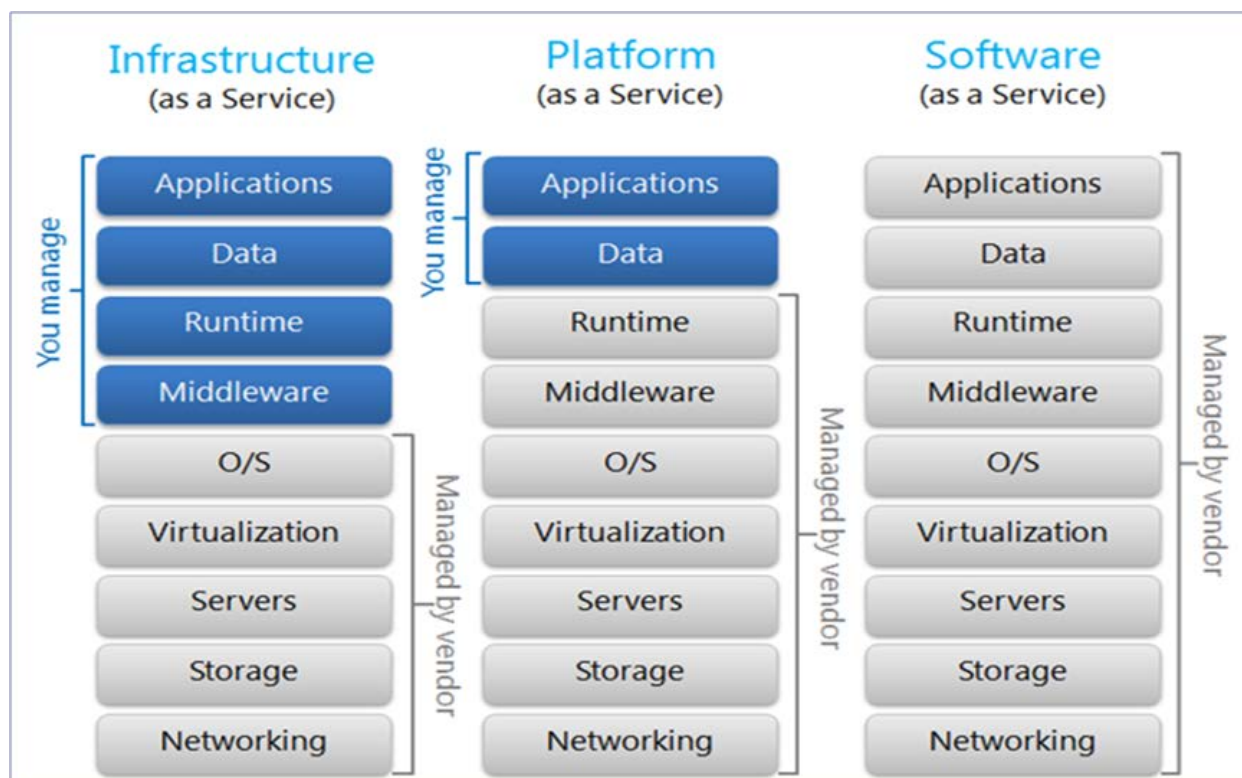 Infrastructure
(as a Service)
You manage
Applications
Data
Runtime
Middleware
O/S
Virtualization
Servers
Storage
Networking
Managed by vendor
Platform
(as a Service)
You manage
Applications
Data
Runtime
Middleware
O/S
Virtualization
Servers
Storage
Networking
Managed by vendor
Software
(as a Service)
Applications
Data
Runtime
Middleware
O/S
Virtualization
Servers
Storage
Networking
Managed by vendor